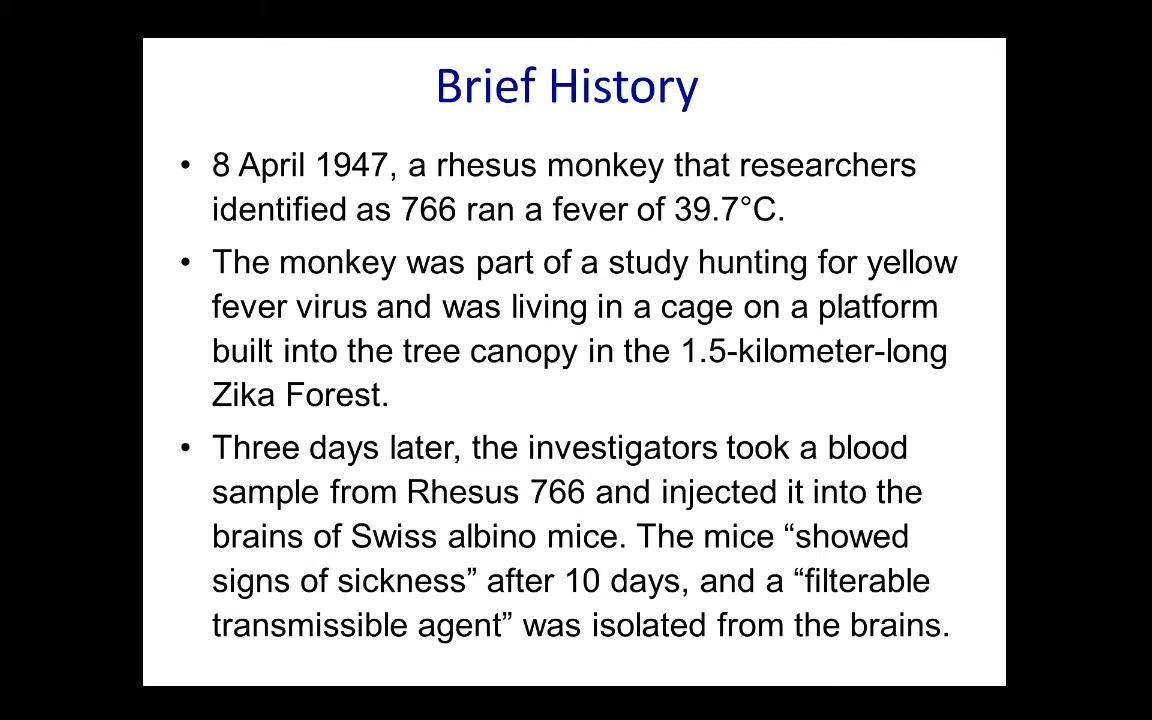 Brief History
• 8 April 1947, a rhesus monkey that researchers
identified as 766 ran a fever of 39.7°C.
• The monkey was part of a study hunting for yellow
fever virus and was living in a cage on a platform
built into the tree canopy in the 1.5-kilometer-long
Zika Forest.
• Three days later, the investigators took a blood
sample from Rhesus 766 and injected it into the
brains of Swiss albino mice. The mice “showed
signs of sickness” after 10 days, and a “filterable
transmissible agent” was isolated from the brains.